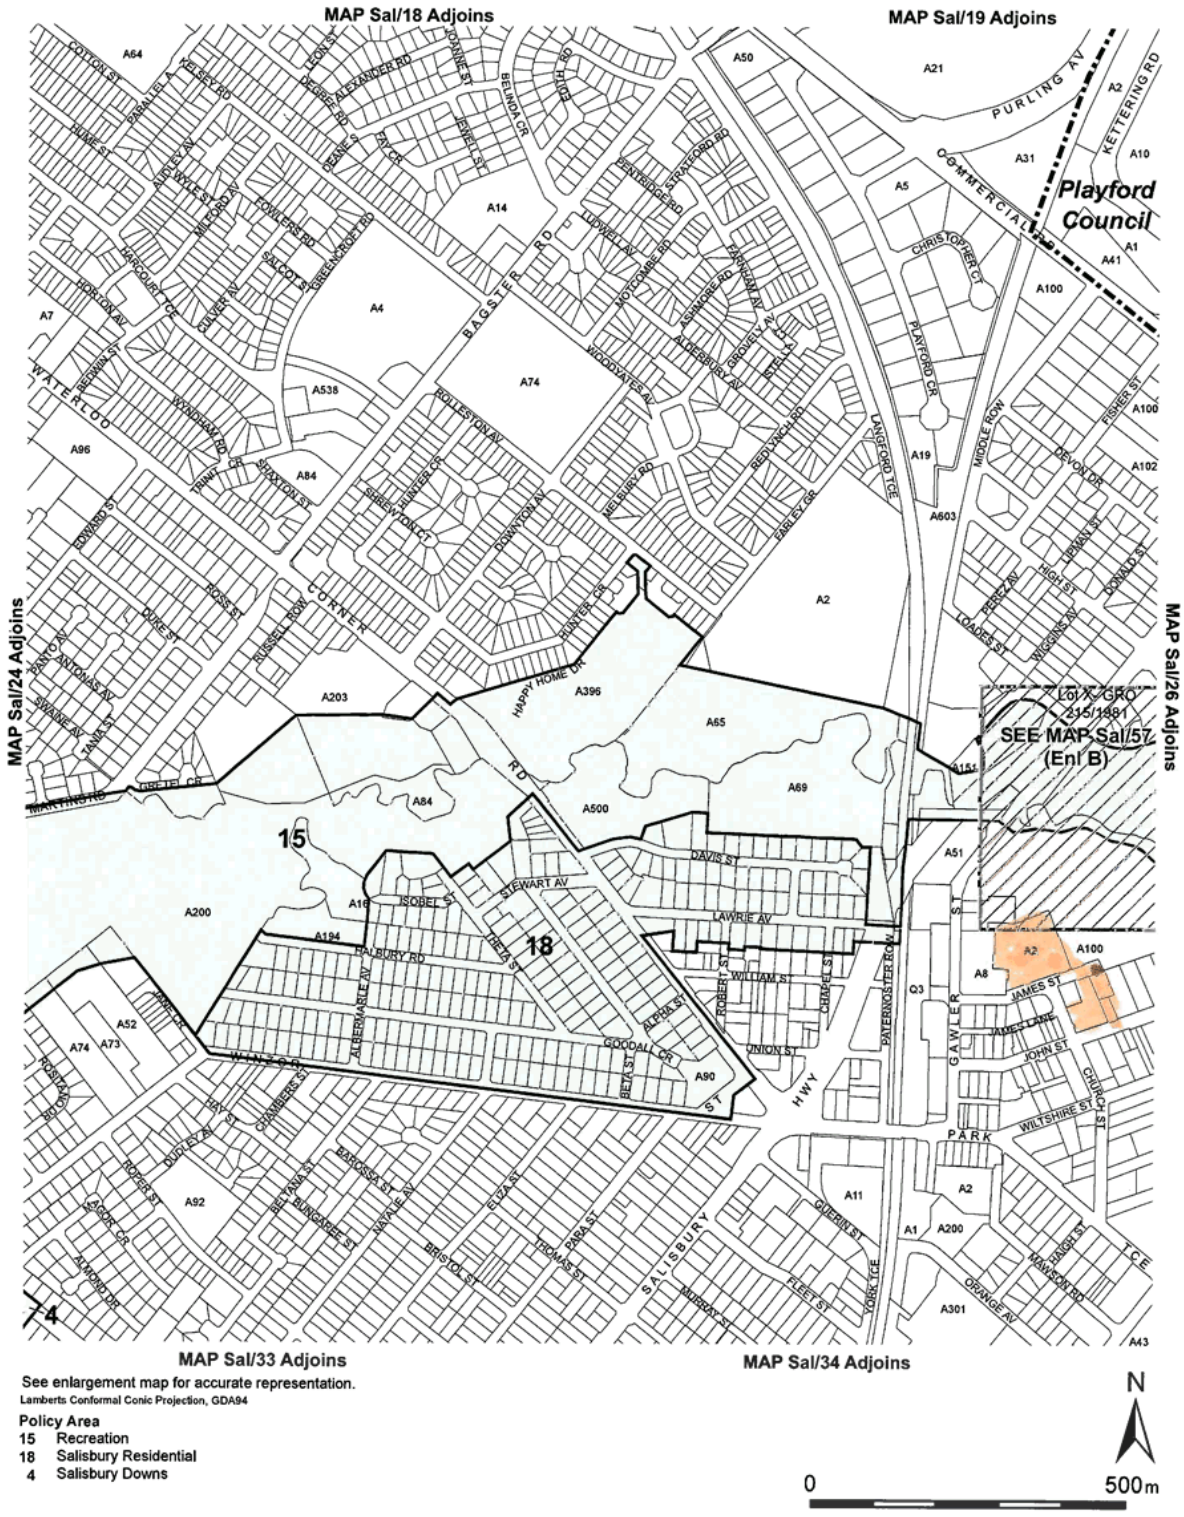 MAP Sal/18 Adjoins
MAP Sal/19 Adjoins
A64
COTTON ST
PARALLEL A
KELSEY RD
LEON ST
DEGREE RD
ALEXANDER RD
JOANNE ST
BELINDA CR
EDITH RD
A50
A21
PURLING AV
A2
KETTERING RD
HUME ST
AUDLEY AV
WYLE ST
MILFORD AV
FOWLERS RD
DEANE S
FAY CR
JEWELL ST
A14
PENTRIDGE RD
STRATFORD RD
COMMERCIAL RD
A31
A10
A5
Playford
Council
A1
A41
HARCOURT TCE
HORTON AV
CULVER AV
SALCOT S
GREENCROFT RD
LUDWELL AV
MOTCOMBE RD
ASHMORE RD
FARNHAM AV
CHRISTOPHER CT
A100
A7
A4
BAGSTER RD
ALDERBURY AV
GROVELY AV
STELLA
PLAYFORD CR
BEDWIN ST
WATERLOO
WYNDHAM RD
A538
A74
WOODYATES AV
FISHER ST
A100
A96
TRINT CR
SHAXTON ST
A84
ROLLESTON AV
HUNTER CR
SHREWTON CT
DOWNTON AV
MELBURY RD
REDLYNCH RD
LANGFORD TCE
MIDDLE ROW
A19
DEVON DR
A102
A603
EDWARD S
FARLEY GR
LIPMAN ST
DONALD ST
HIGH ST
PEREZ AV
ROSS ST
DUKE ST
RUSSELL ROW
CORNER
HUNTER CR
A2
LOADES ST
WIGGINS AV
MAP Sal/24 Adjoins
MAP Sal/26 Adjoins
PANTO AV
ANTONAS AV
SWAINE AV
TANIA ST
A203
HAPPY HOME DR
A396
A65
Lot X- GRO
215/1981
SEE MAP Sal/57
(Enl B)
A151
MARTINS RD
GRETEL CR
RD
A84
A500
A69
15
A51
DAVIS ST
STEWART AV
A200
A16
ISOBEL S
LAWRIE AV
ST
A194
HALBURY RD
THETA ST
18
A2
A100
ROBERT ST
WILLIAM ST
CHAPEL ST
PATERNOSTER ROW
Q3
A8
JAMES ST
JANE CR
A52
A74
A73
ALBERMARLE AV
ALPHA ST
GOODALL CR
UNION ST
GAWLER
JAMES LANE
JOHN ST
WINZOR
ST
BETA ST
A90
HWY
ROSITANO DR
HAY ST
CHAMBERS ST
CHURCH ST
WILTSHIRE ST
PARK
DUDLEY AV
ROPER ST
BAROSSA ST
BELTANA ST
NATALIE AV
BUNGAREE ST
ELIZA ST
A92
A11
A2
GUERIN ST
A1
A200
AGOR CR
ALMOND DR
BRISTOL ST
PARA ST
THOMAS ST
SALISBURY
MURRAY ST
FLEET ST
YORK TCE
HAIGH ST
MAWSON RD
TCE
ORANGE AV
A301
A43
4
MAP Sal/33 Adjoins
MAP Sal/34 Adjoins
See enlargement map for accurate representation.
Lamberts Conformal Conic Projection, GDA94
Policy Area
15 Recreation
18 Salisbury Residential
4 Salisbury Downs
N
0 500m